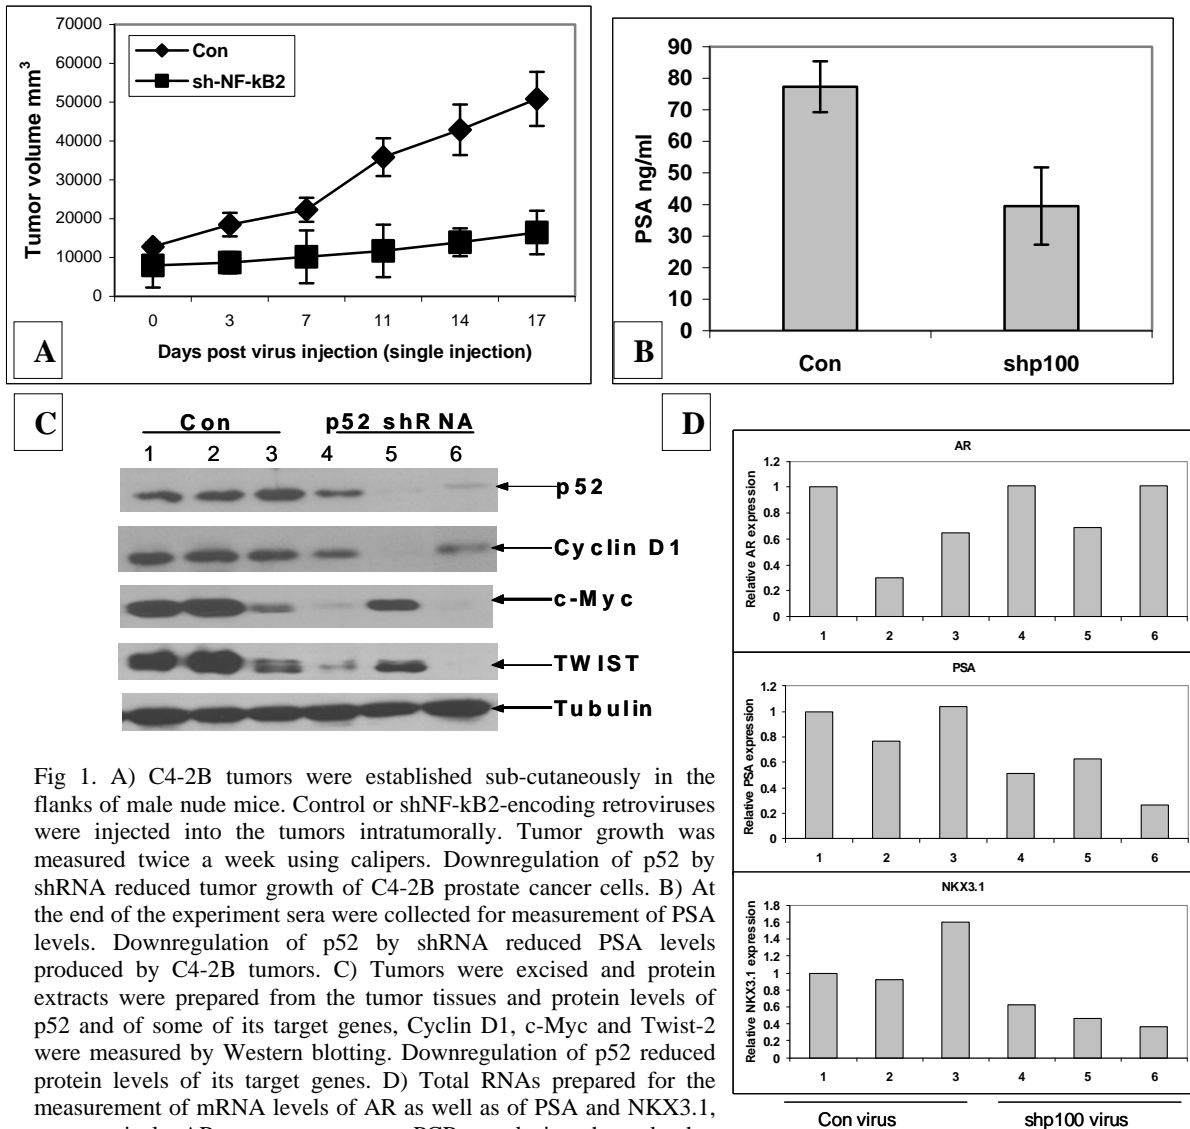 70000
60000
50000
40000
30000
20000
10000
0
Tumor volume mm³
Con
sh-NF-kB2
0 3 7 11 14 17
Days post virus injection (single injection)
A
90
80
70
60
50
40
30
20
10
0
PSA ng/ml
Con shp100
B
C
Con p52 shRNA
1 2 3 4 5 6
p52
Cyclin D1
c-Myc
TWIST
Tubulin
D
AR
1.2
1
0.8
0.6
0.4
0.2
0
Relative AR expression
1 2 3 4 5 6
PSA
1.2
1
0.8
0.6
0.4
0.2
0
Relative PSA expression
1 2 3 4 5 6
NKX3.1
1.8
1.6
1.4
1.2
1
0.8
0.6
0.4
0.2
0
Relative NKX3.1 expression
1 2 3 4 5 6
Con virus shp100 virus
Fig 1. A) C4-2B tumors were established sub-cutaneously in the
flanks of male nude mice. Control or shNF-kB2-encoding retroviruses
were injected into the tumors intratumorally. Tumor growth was
measured twice a week using calipers. Downregulation of p52 by
shRNA reduced tumor growth of C4-2B prostate cancer cells. B) At
the end of the experiment sera were collected for measurement of PSA
levels. Downregulation of p52 by shRNA reduced PSA levels
produced by C4-2B tumors. C) Tumors were excised and protein
extracts were prepared from the tumor tissues and protein levels of
p52 and of some of its target genes, Cyclin D1, c-Myc and Twist-2
were measured by Western blotting. Downregulation of p52 reduced
protein levels of its target genes. D) Total RNAs prepared for the
measurement of mRNA levels of AR as well as of PSA and NKX3.1,